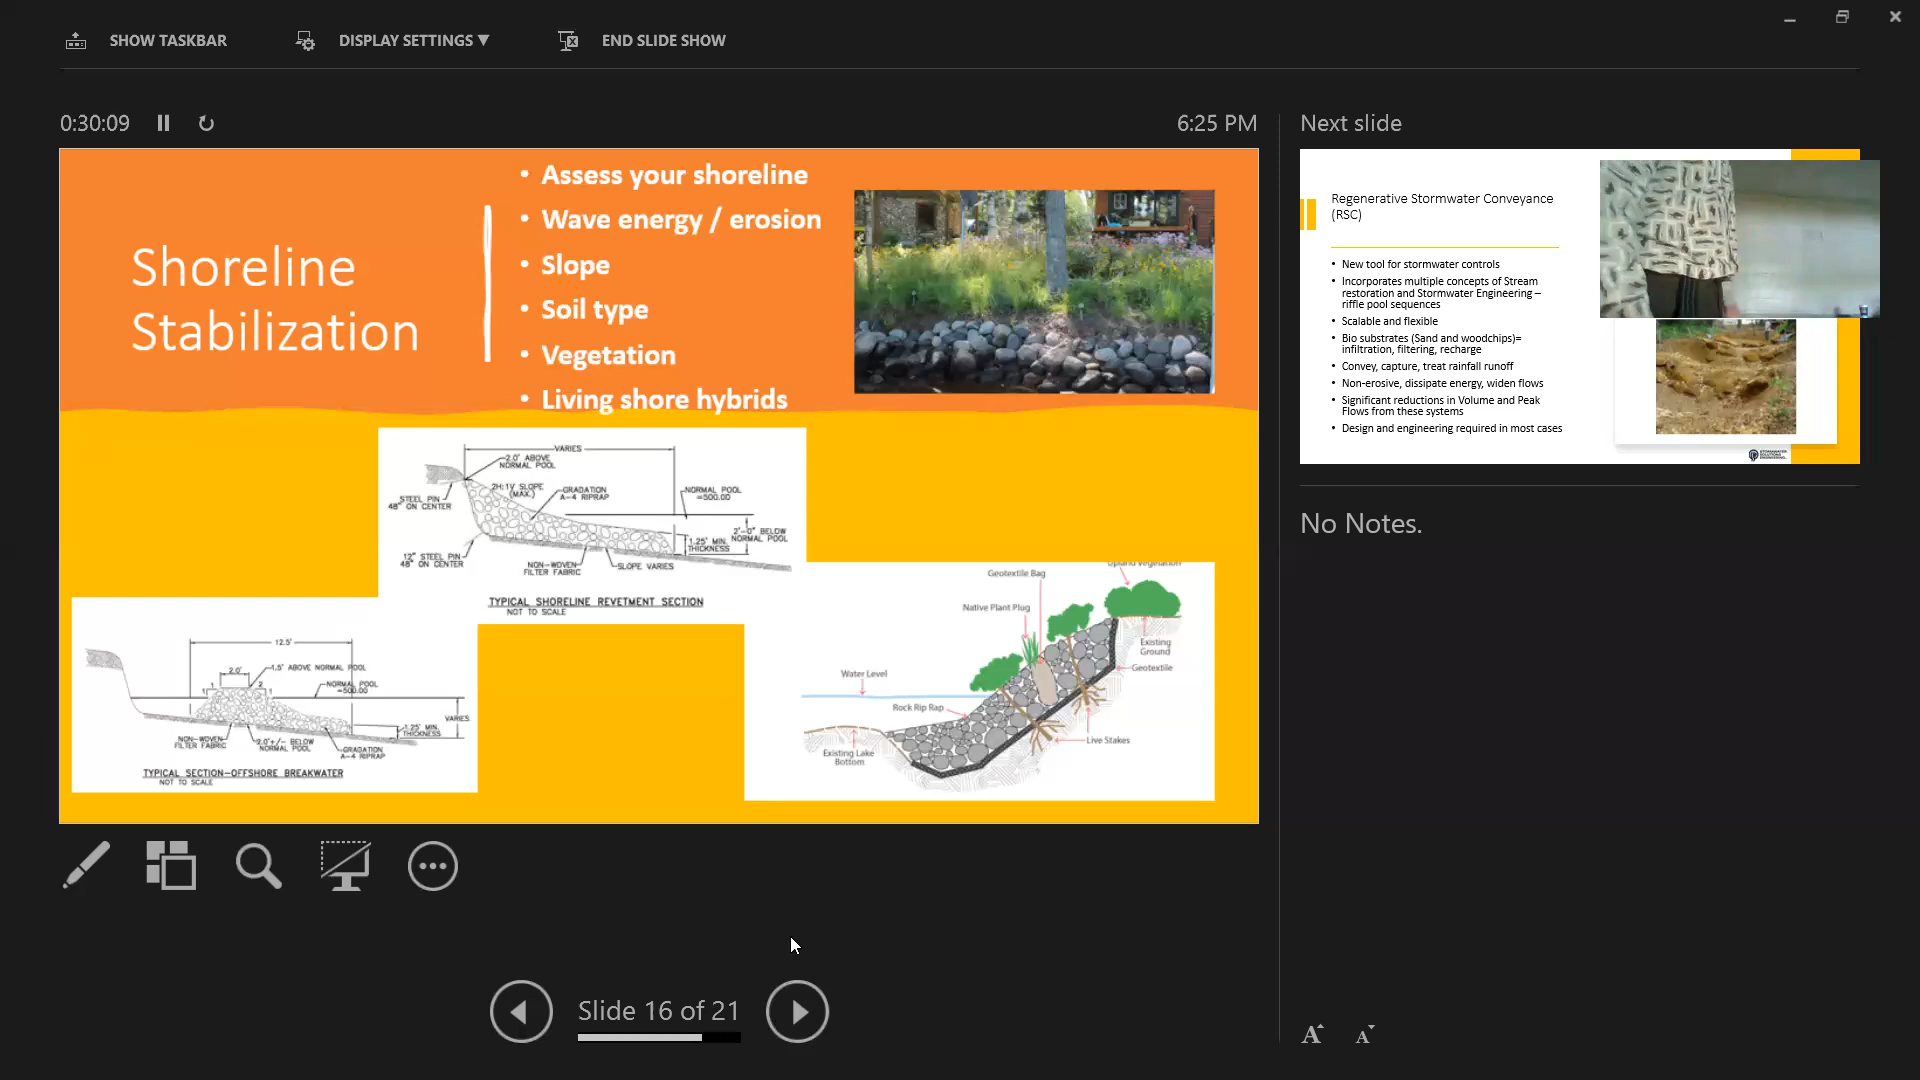 SHOW TASKBAR
DISPLAY SETTINGS ▼
END SLIDE SHOW
0:30:09
6:25 PM
Next slide
Shoreline
Stabilization
• Assess your shoreline
• Wave energy / erosion
• Slope
• Soil type
• Vegetation
• Living shore hybrids
VARIES
2.0' ABOVE
NORMAL POOL
2H:1V SLOPE
(MAX.)
GRADATION
A-4 RIPRAP
NORMAL POOL
=500.00
STEEL PIN
48" ON CENTER
2'-0" BELOW
NORMAL POOL
1.25' MIN.
THICKNESS
12" STEEL PIN
48" ON CENTER
NON-WOVEN
FILTER FABRIC
SLOPE VARIES
TYPICAL SHORELINE REVETMENT SECTION
NOT TO SCALE
12.5'
2.0'
1.5' ABOVE NORMAL POOL
NORMAL POOL
=500.00
1
2
1
1
VARIES
1.25' MIN.
THICKNESS
NON-WOVEN
FILTER FABRIC
2.0'+/- BELOW
NORMAL POOL
GRADATION
A-4 RIPRAP
TYPICAL SECTION-OFFSHORE BREAKWATER
NOT TO SCALE
Upland Vegetation
Geotextile Bag
Native Plant Plug
Existing
Ground
Geotextile
Water Level
Rock Rip Rap
Live Stakes
Existing Lake
Bottom
Regenerative Stormwater Conveyance
(RSC)
• New tool for stormwater controls
• Incorporates multiple concepts of Stream
restoration and Stormwater Engineering –
riffle pool sequences
• Scalable and flexible
• Bio substrates (Sand and woodchips)=
infiltration, filtering, recharge
• Convey, capture, treat rainfall runoff
• Non-erosive, dissipate energy, widen flows
• Significant reductions in Volume and Peak
Flows from these systems
• Design and engineering required in most cases
STORMWATER
SOLUTIONS
ENGINEERING
No Notes.
Slide 16 of 21
A
A